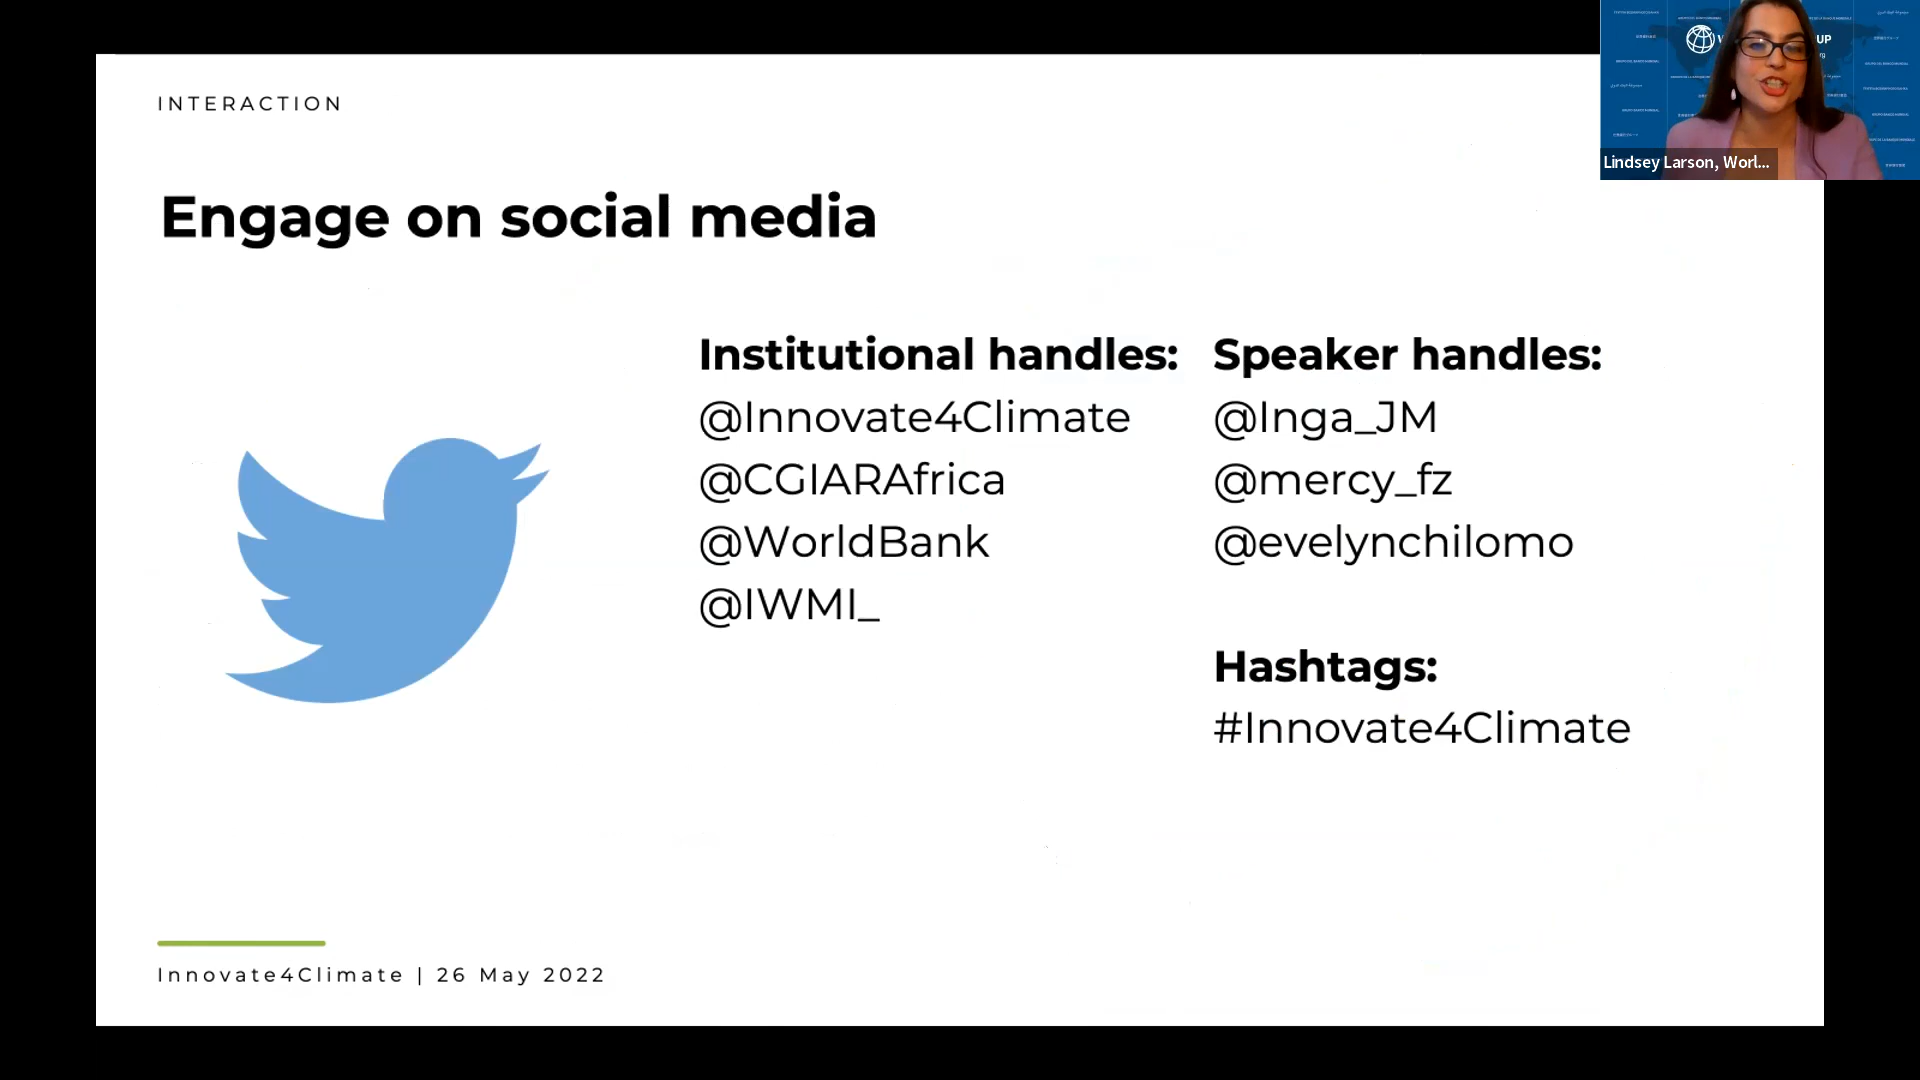 INTERACTION
Engage on social media
Institutional handles:
@Innovate4Climate
@CGIARAfrica
@WorldBank
@IWMI_
Speaker handles:
@Inga_JM
@mercy_fz
@evelynchilomo
Hashtags:
#Innovate4Climate
Innovate4Climate | 26 May 2022
UP
Lindsey Larson, Worl...